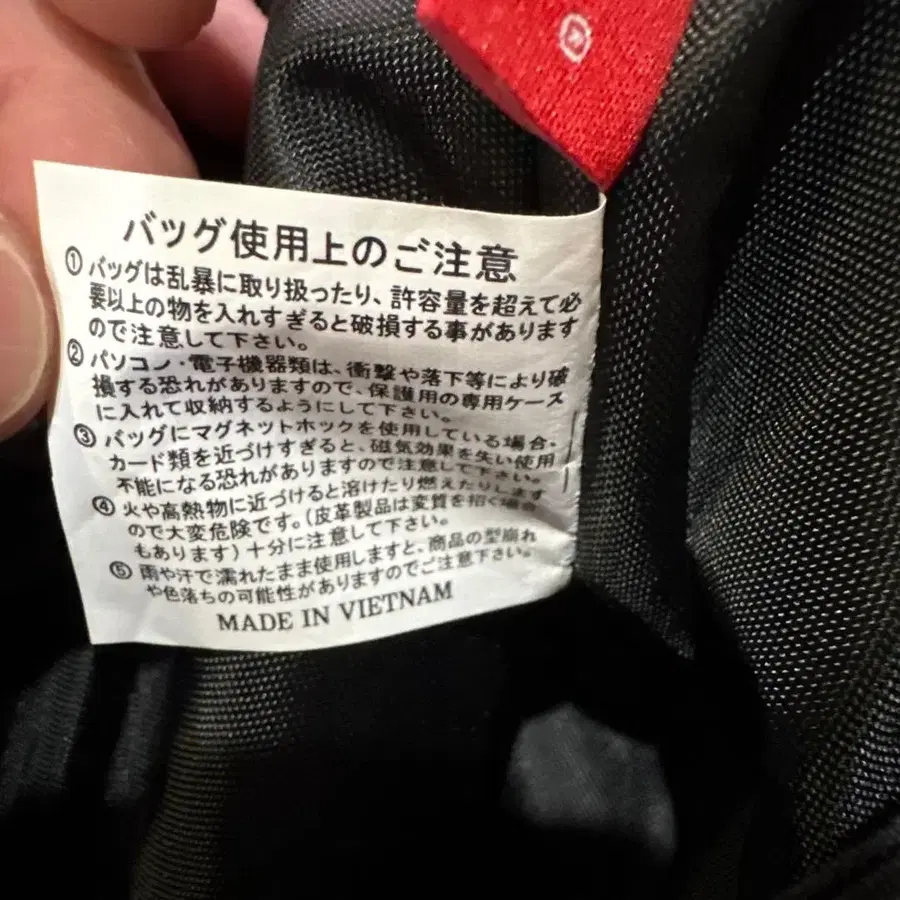 ®
バッグ使用上のご注意
① バッグは乱暴に取り扱ったり、許容量を超えて必
要以上の物を入れすぎると破損する事があります
ので注意して下さい。
② パソコン・電子機器類は、衝撃や落下等により破
損する恐れがありますので、保護用の専用ケース
に入れて収納するようにして下さい。
③ バッグにマグネットホックを使用している場合、
カード類を近づけすぎると、磁気効果を失い使用
不能になる恐れがありますので注意して下さい。
④ 火や高熱物に近づけると溶けたり燃えたりします
ので大変危険です。(皮革製品は変質を招く場合
もあります)十分に注意して下さい。
⑤ 雨や汗で濡れたまま使用しますと、商品の型崩れ
や色落ちの可能性がありますのでご注意下さい。
MADE IN VIETNAM